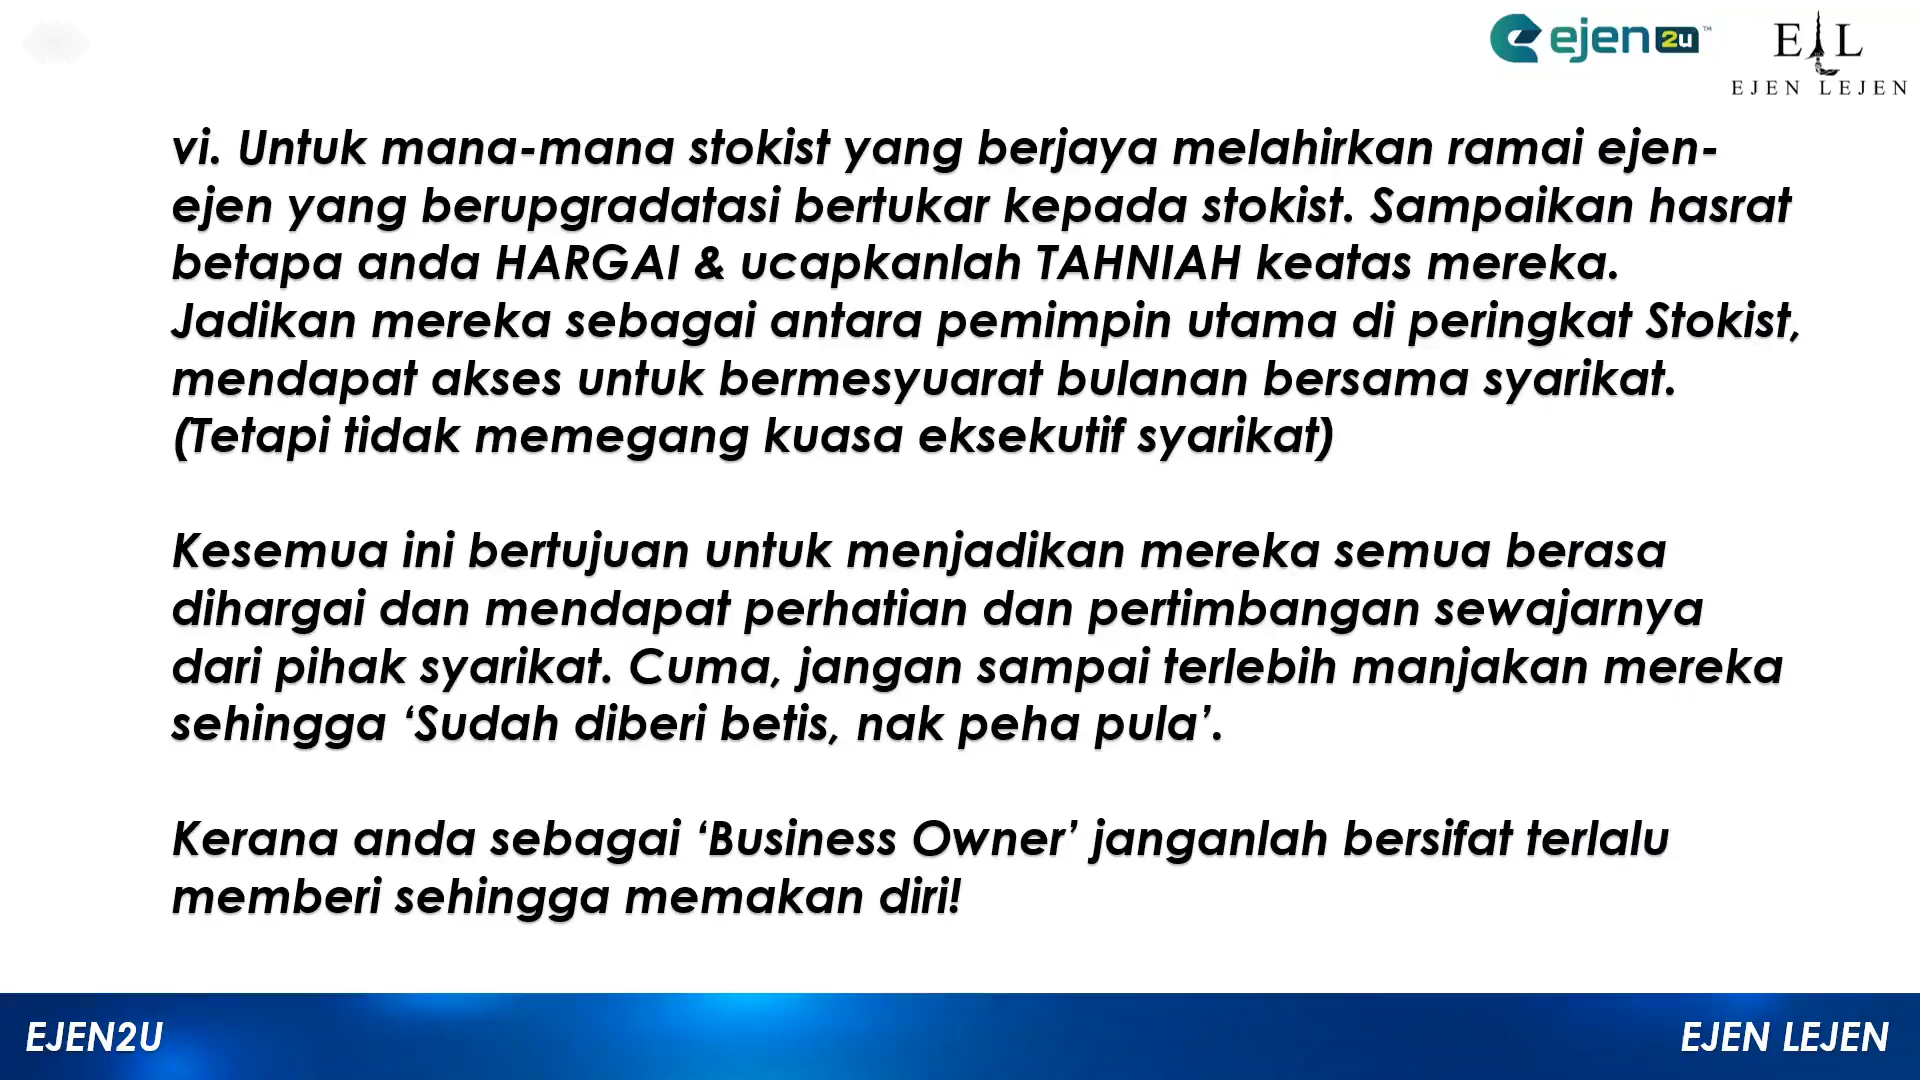 ejen2u™
EL
EJEN LEJEN
vi. Untuk mana-mana stokist yang berjaya melahirkan ramai ejen-
ejen yang berupgradatasi bertukar kepada stokist. Sampaikan hasrat
betapa anda HARGAI & ucapkanlah TAHNIAH keatas mereka.
Jadikan mereka sebagai antara pemimpin utama di peringkat Stokist,
mendapat akses untuk bermesyuarat bulanan bersama syarikat.
(Tetapi tidak memegang kuasa eksekutif syarikat)
Kesemua ini bertujuan untuk menjadikan mereka semua berasa
dihargai dan mendapat perhatian dan pertimbangan sewajarnya
dari pihak syarikat. Cuma, jangan sampai terlebih manjakan mereka
sehingga ‘Sudah diberi betis, nak peha pula’.
Kerana anda sebagai ‘Business Owner’ janganlah bersifat terlalu
memberi sehingga memakan diri!
EJEN2U
EJEN LEJEN